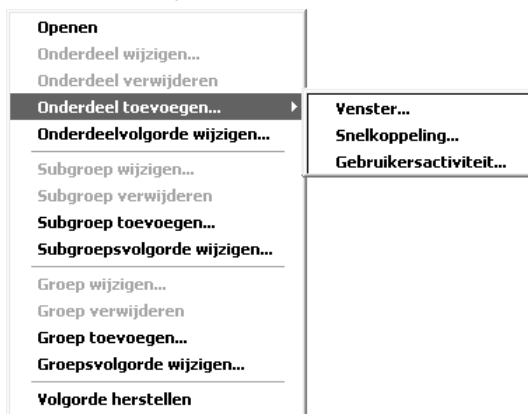 Openen
Onderdeel wijzigen...
Onderdeel verwijderen
Onderdeel toevoegen...
Onderdeelvolgorde wijzigen...
Subgroep wijzigen...
Subgroep verwijderen
Subgroep toevoegen...
Subgroepsvolgorde wijzigen...
Groep wijzigen...
Groep verwijderen
Groep toevoegen...
Groepsvolgorde wijzigen...
Volgorde herstellen
Venster...
Snelkoppeling...
Gebruikersactiviteit...